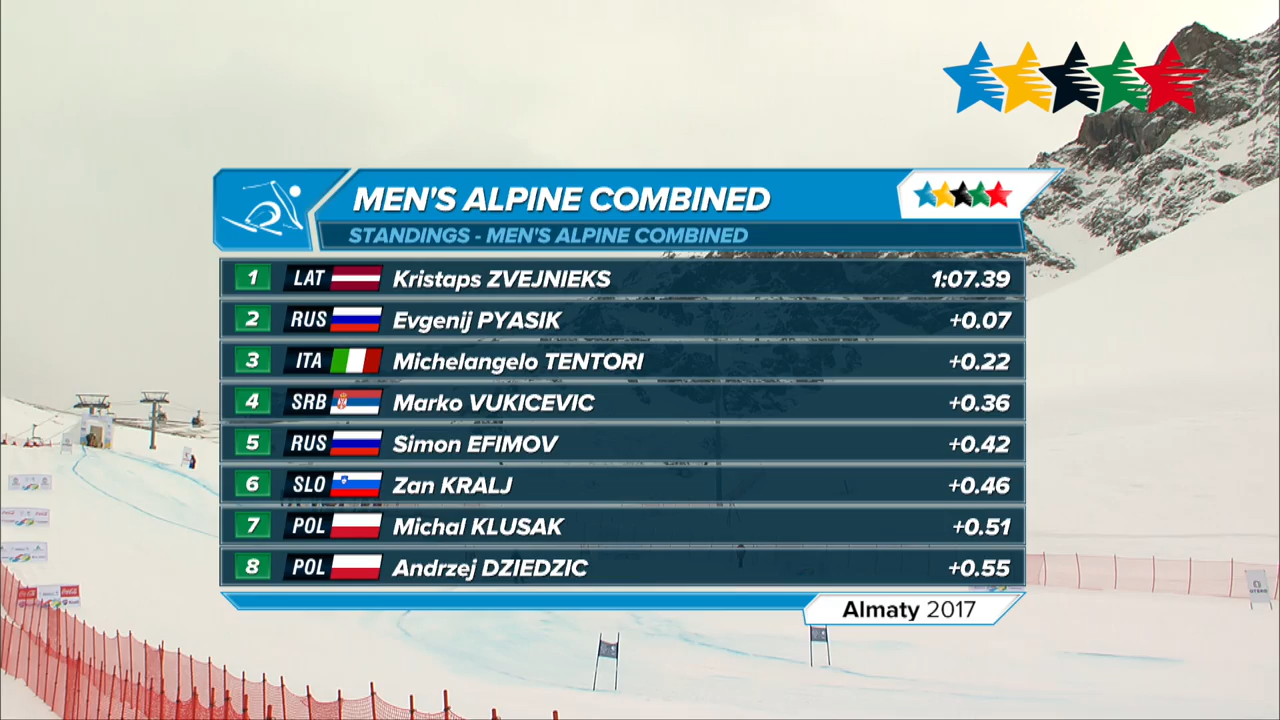 MEN'S ALPINE COMBINED
STANDINGS - MEN'S ALPINE COMBINED
1 LAT Kristaps ZVEJNIEKS 1:07.39
2 RUS Evgenij PYASIK +0.07
3 ITA Michelangelo TENTORI +0.22
4 SRB Marko VUKICEVIC +0.36
5 RUS Simon EFIMOV +0.42
6 SLO Zan KRALJ +0.46
7 POL Michal KLUSAK +0.51
8 POL Andrzej DZIEDZIC +0.55
Almaty 2017